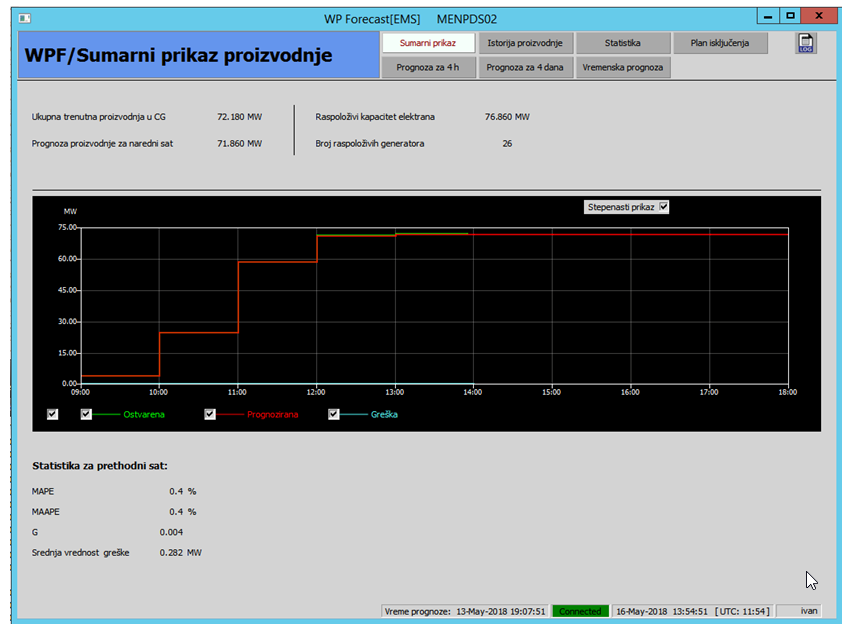 WP Forecast[EMS] MENPDS02
WPF/Sumarni prikaz proizvodnje
Sumarni prikaz Istorija proizvodnje Statistika Plan isključenja
Prognoza za 4 h Prognoza za 4 dana Vremenska prognoza
LOG
Ukupna trenutna proizvodnja u CG 72.180 MW Raspoloživi kapacitet elektrana 76.860 MW
Prognoza proizvodnje za naredni sat 71.860 MW Broj raspoloživih generatora 26
Stepenasti prikaz
MW
75.00
60.00
45.00
30.00
15.00
0.00
09:00 10:00 11:00 12:00 13:00 14:00 15:00 16:00 17:00 18:00
Ostvarena Prognozirana Greška
Statistika za prethodni sat:
MAPE 0.4 %
MAAPE 0.4 %
G 0.004
Srednja vrednost greške 0.282 MW
Vreme prognoze: 13-May-2018 19:07:51 Connected 16-May-2018 13:54:51 [UTC: 11:54] ivan